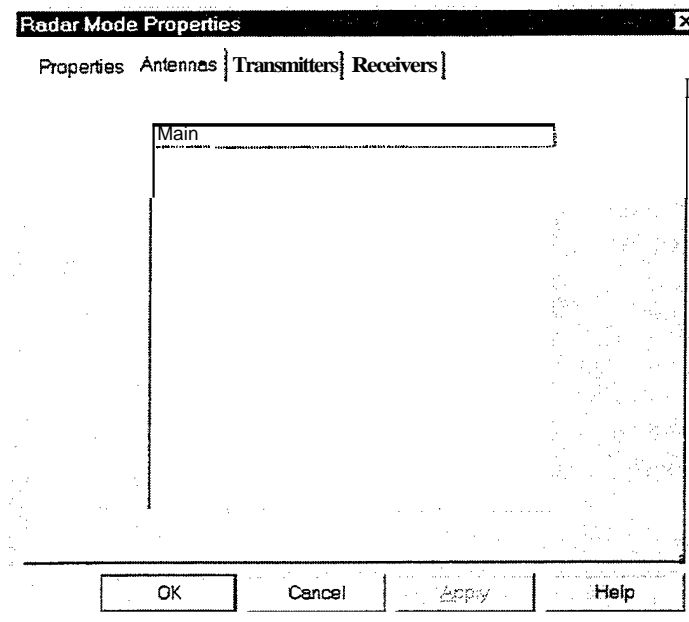 Radar Mode Properties
Properties Antennas Transmitters Receivers
Main
OK Cancel Apply Help